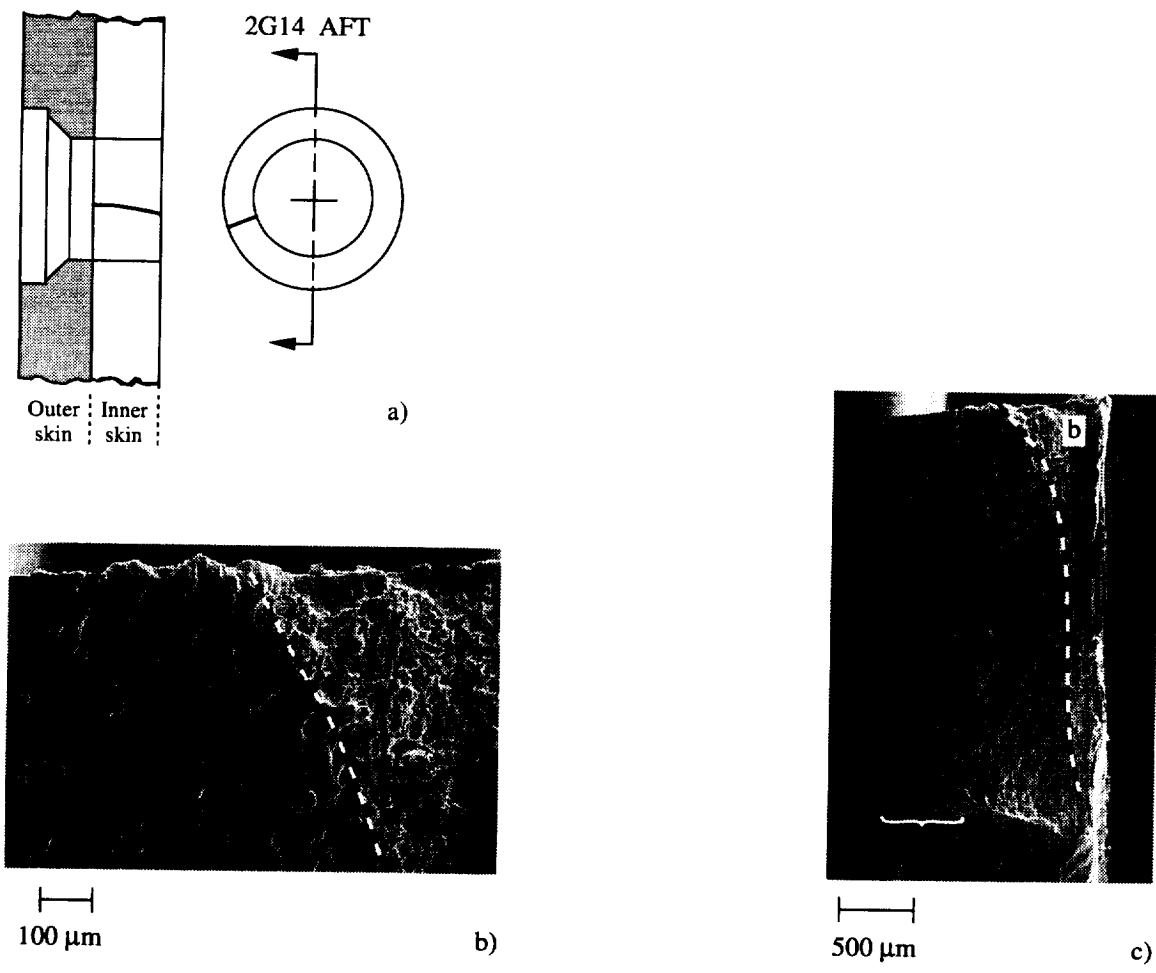 2G14 AFT
Outer Inner
skin skin
a)
b
100 μm
b)
500 μm
c)